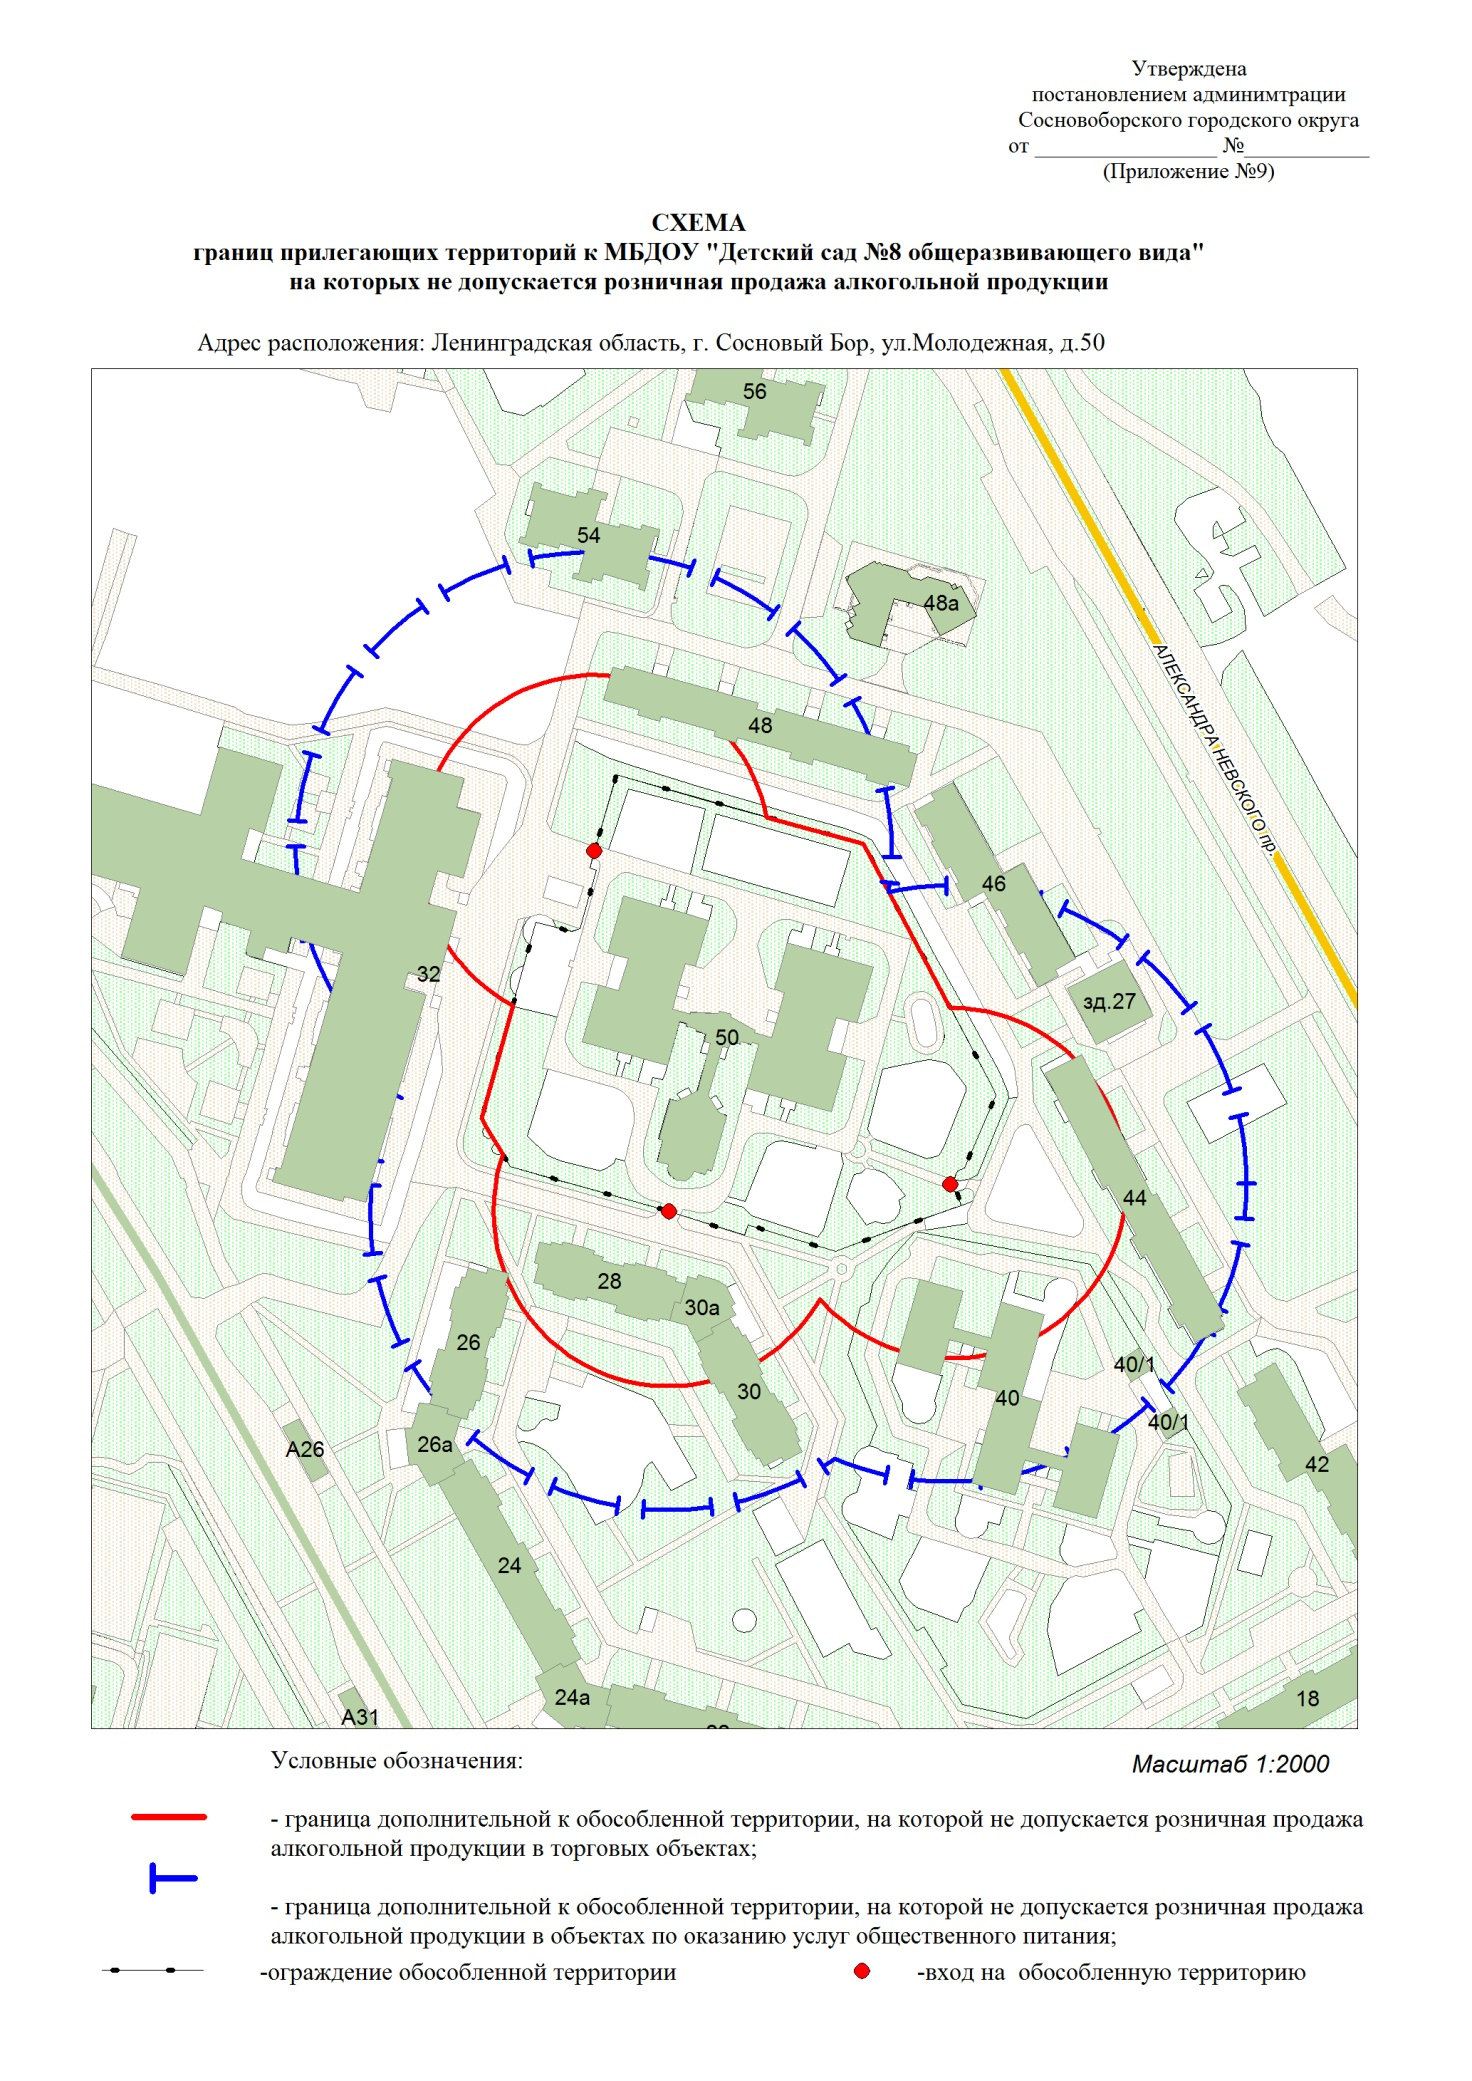 Утверждена
постановлением админимтрации
Сосновоборского городского округа
от _________________ №____________
(Приложение №9)
СХЕМА
границ прилегающих территорий к МБДОУ "Детский сад №8 общеразвивающего вида"
на которых не допускается розничная продажа алкогольной продукции
Адрес расположения: Ленинградская область, г. Сосновый Бор, ул.Молодежная, д.50
56
54
48а
48
АЛЕКСАНДРА НЕВСКОГО пр.
46
32
зд.27
50
44
28
30а
26
40/1
30
40
40/1
26а
А26
42
24
24а
18
А31
Условные обозначения:
Масштаб 1:2000
- граница дополнительной к обособленной территории, на которой не допускается розничная продажа
алкогольной продукции в торговых объектах;
- граница дополнительной к обособленной территории, на которой не допускается розничная продажа
алкогольной продукции в объектах по оказанию услуг общественного питания;
-ограждение обособленной территории
-вход на обособленную территорию